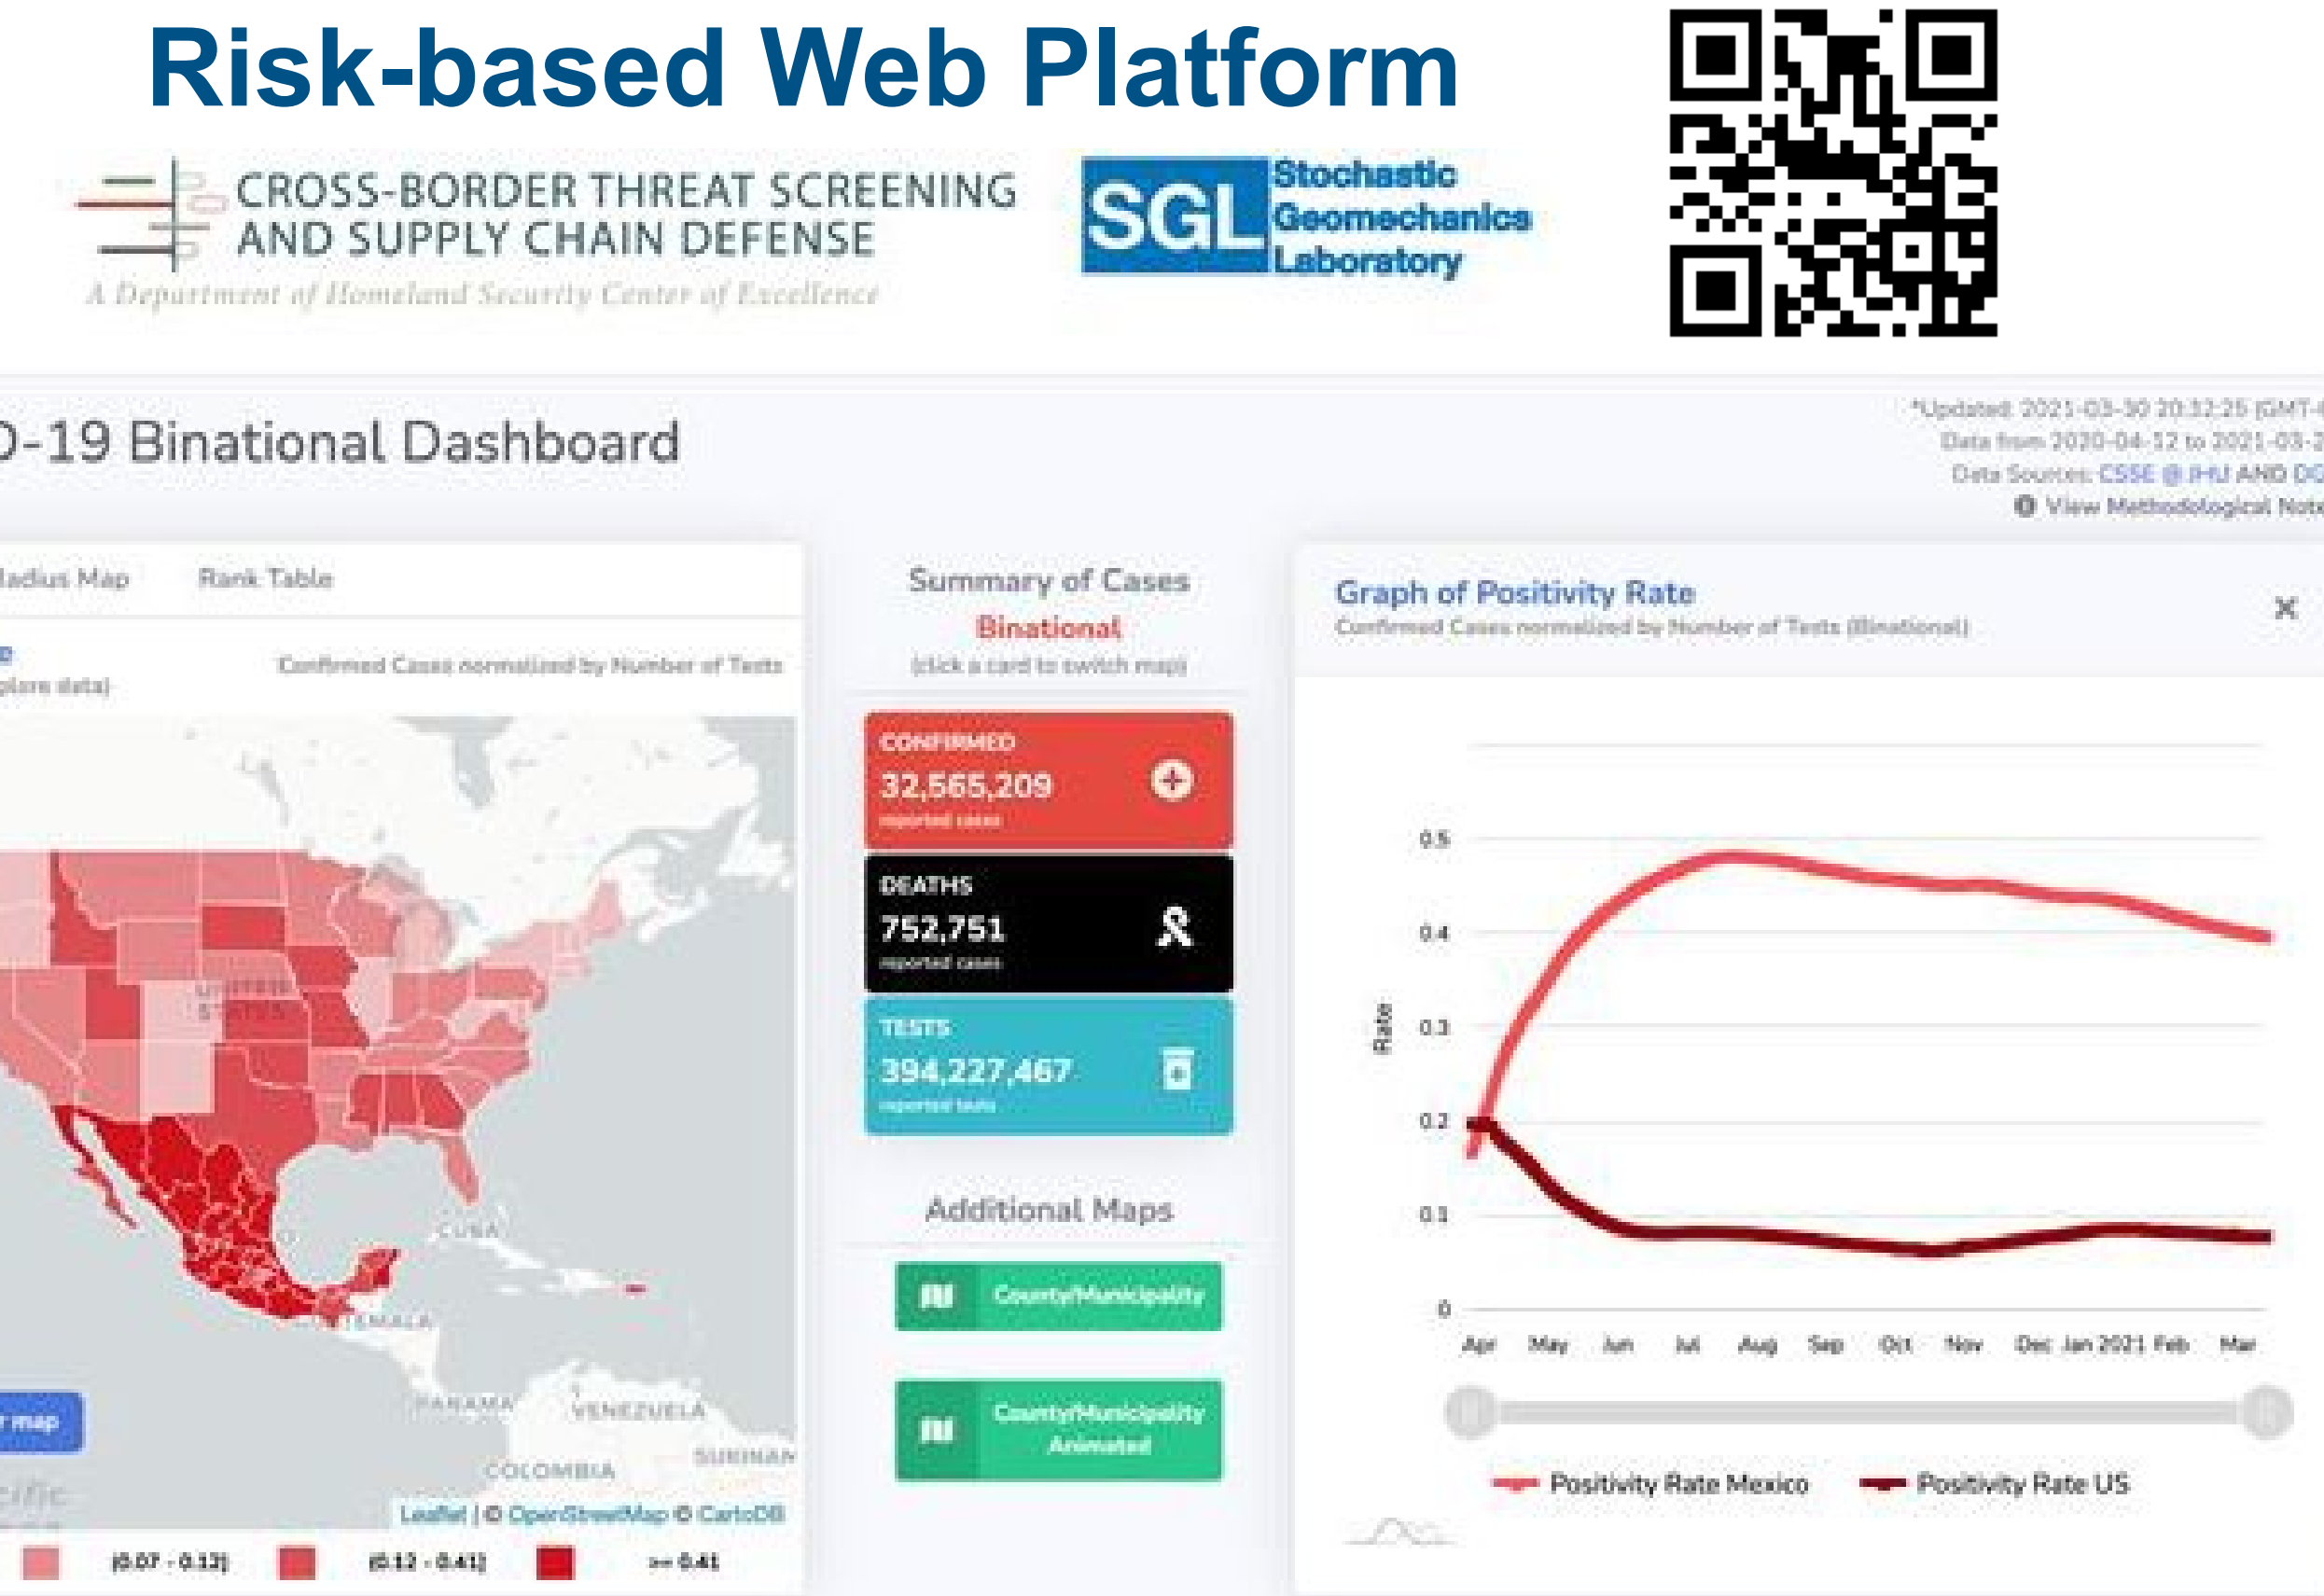 Risk-based Web Platform
CROSS-BORDER THREAT SCREENING
AND SUPPLY CHAIN DEFENSE
A Department of Homeland Security Center of Excellence
SGL
Stochastic
Geomechanics
Laboratory
D-19 Binational Dashboard
*Updated: 2021-03-30 20:32:25 (GMT-
Data from 2020-04-12 to 2021-03-2
Data Sources: CSSE @ JHU AND DG
View Methodological Note
Radius Map
Rank Table
e
plore data)
Confirmed Cases normalized by Number of Tests
UNITED
STATES
CUBA
TEMALA
PANAMA
VENEZUELA
COLOMBIA
SURINAM
r map
cific
Leaflet | © OpenStreetMap © CartoDB
(0.07 - 0.12]
(0.12 - 0.41]
>= 0.41
Summary of Cases
Binational
(click a card to switch map)
CONFIRMED
32,565,209
reported cases
DEATHS
752,751
reported cases
TESTS
394,227,467
reported tests
Additional Maps
County/Municipality
County/Municipality
Animated
Graph of Positivity Rate
Confirmed Cases normalized by Number of Tests (Binational)
Rate
0.5
0.4
0.3
0.2
0.1
0
Apr May Jun Jul Aug Sep Oct Nov Dec Jan 2021 Feb Mar
Positivity Rate Mexico
Positivity Rate US